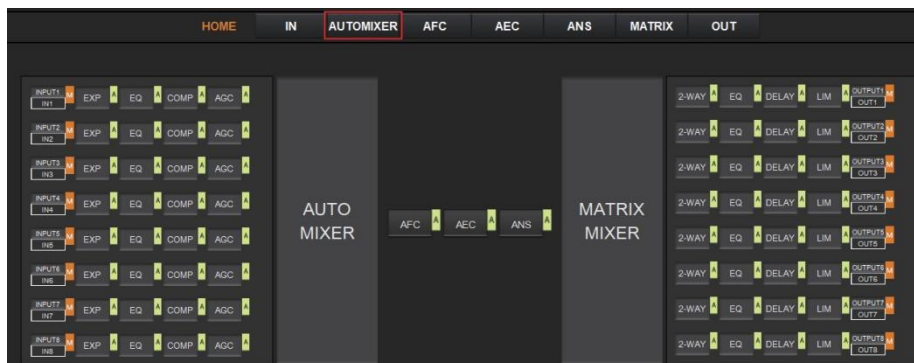 HOME IN AUTOMIXER AFC AEC ANS MATRIX OUT
INPUT1 M EXP A EQ A COMP A AGC A
IN1
INPUT2 M EXP A EQ A COMP A AGC A
IN2
INPUT3 M EXP A EQ A COMP A AGC A
IN3
INPUT4 M EXP A EQ A COMP A AGC A
IN4
INPUT5 M EXP A EQ A COMP A AGC A
IN5
INPUT6 M EXP A EQ A COMP A AGC A
IN6
INPUT7 M EXP A EQ A COMP A AGC A
IN7
INPUT8 M EXP A EQ A COMP A AGC A
IN8
AUTO
MIXER
AFC A AEC A ANS A
MATRIX
MIXER
2-WAY A EQ A DELAY A LIM A OUTPUT1 M
OUT1
2-WAY A EQ A DELAY A LIM A OUTPUT2 M
OUT2
2-WAY A EQ A DELAY A LIM A OUTPUT3 M
OUT3
2-WAY A EQ A DELAY A LIM A OUTPUT4 M
OUT4
2-WAY A EQ A DELAY A LIM A OUTPUT5 M
OUT5
2-WAY A EQ A DELAY A LIM A OUTPUT6 M
OUT6
2-WAY A EQ A DELAY A LIM A OUTPUT7 M
OUT7
2-WAY A EQ A DELAY A LIM A OUTPUT8 M
OUT8